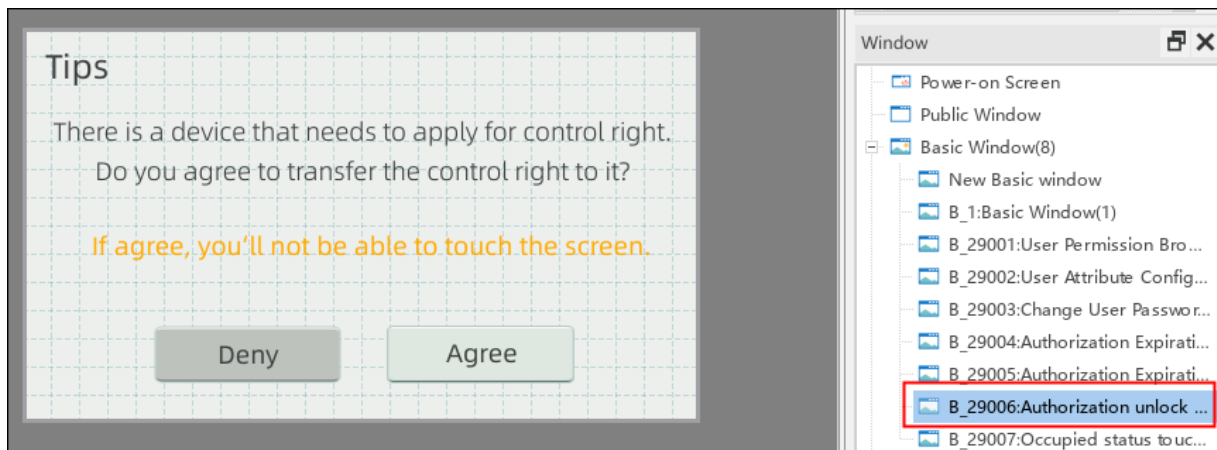 Tips
There is a device that needs to apply for control right.
Do you agree to transfer the control right to it?
If agree, you'll not be able to touch the screen.
Deny
Agree
Window
Power-on Screen
Public Window
Basic Window(8)
New Basic window
B_1:Basic Window(1)
B_29001:User Permission Bro...
B_29002:User Attribute Config...
B_29003:Change User Passwor...
B_29004:Authorization Expirati...
B_29005:Authorization Expirati...
B_29006:Authorization unlock ...
B_29007:Occupied status touc...